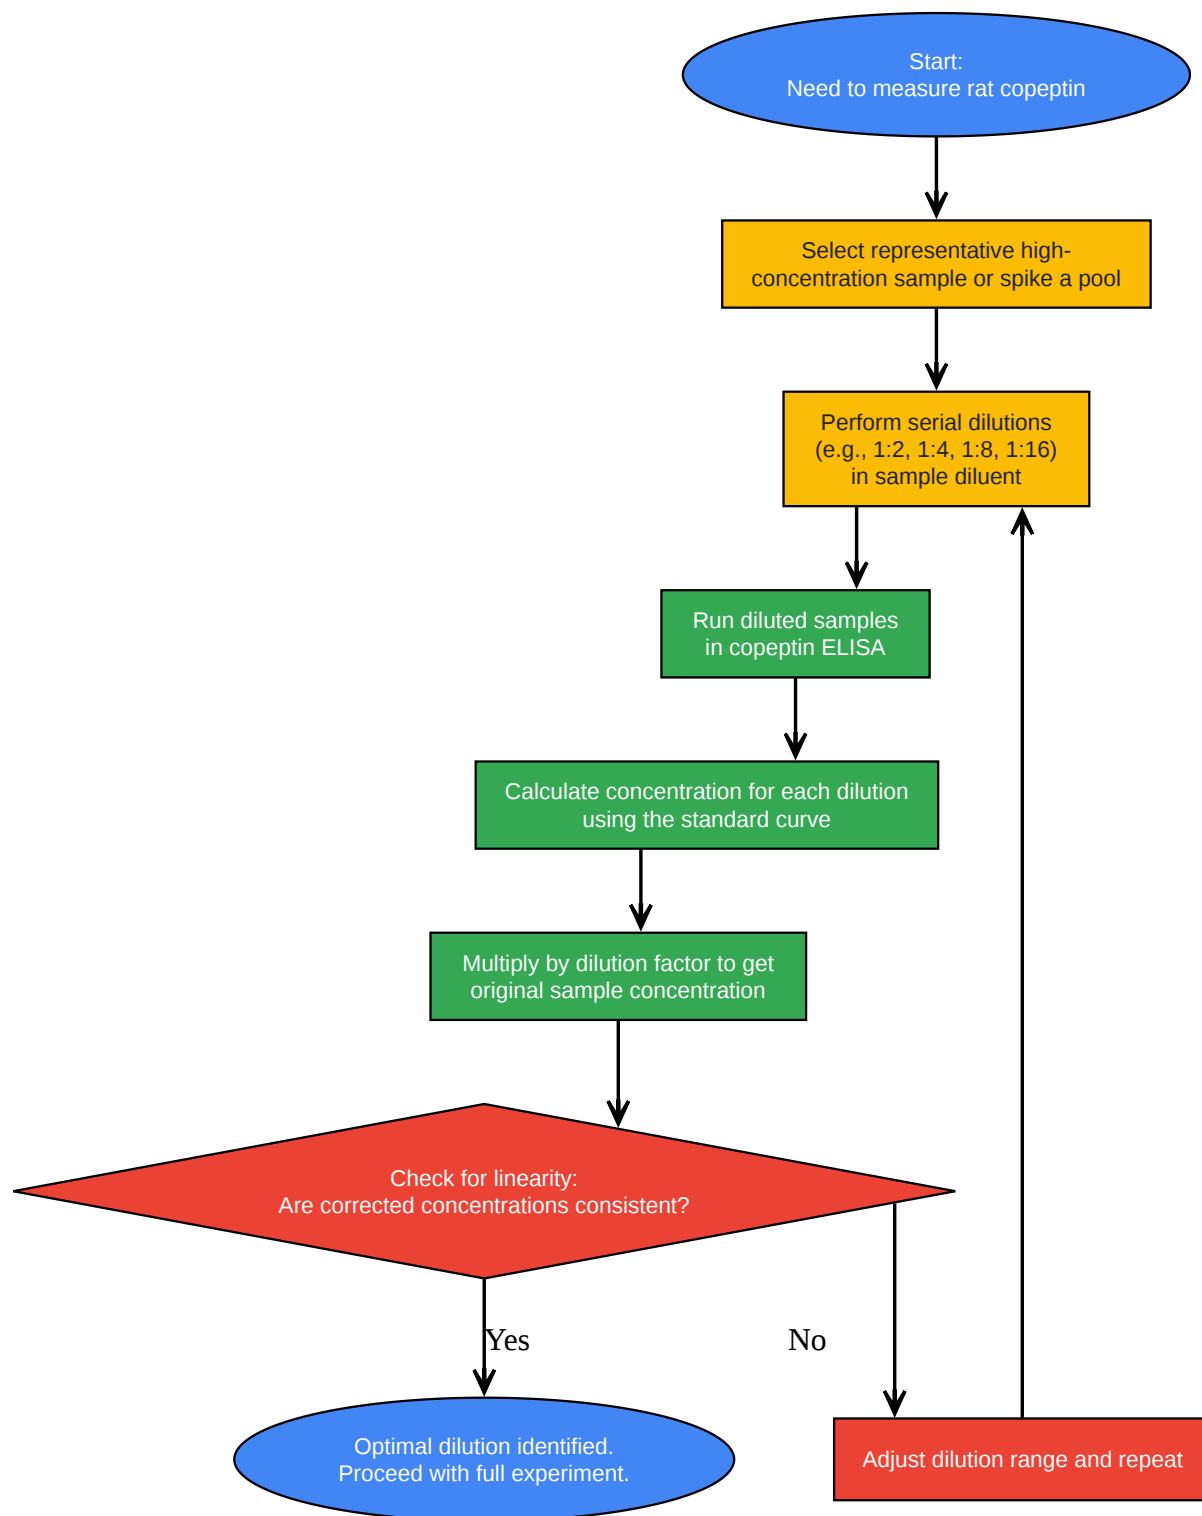 Start:
Need to measure rat copeptin
Select representative high-
concentration sample or spike a pool
Perform serial dilutions
(e.g., 1:2, 1:4, 1:8, 1:16)
in sample diluent
Run diluted samples
in copeptin ELISA
Calculate concentration for each dilution
using the standard curve
Multiply by dilution factor to get
original sample concentration
Check for linearity:
Are corrected concentrations consistent?
Yes
No
Optimal dilution identified.
Proceed with full experiment.
Adjust dilution range and repeat